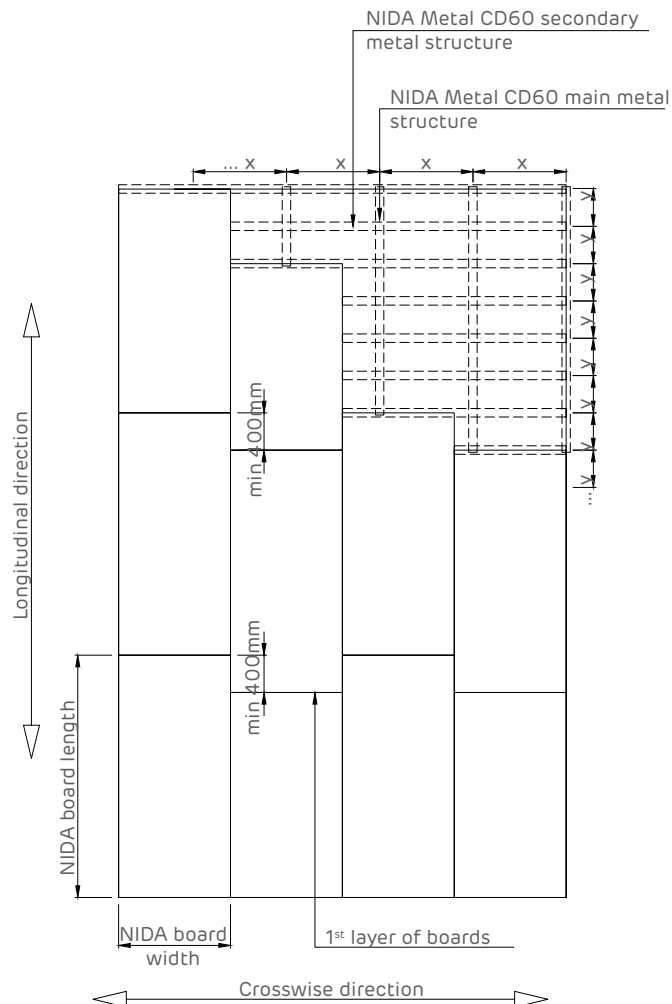 NIDA Metal CD60 secondary
metal structure
NIDA Metal CD60 main metal
structure
... x
x
x
x
y
y
y
y
y
y
y
y
...
min 400mm
Longitudinal direction
min 400mm
NIDA board length
NIDA board
width
1st layer of boards
Crosswise direction